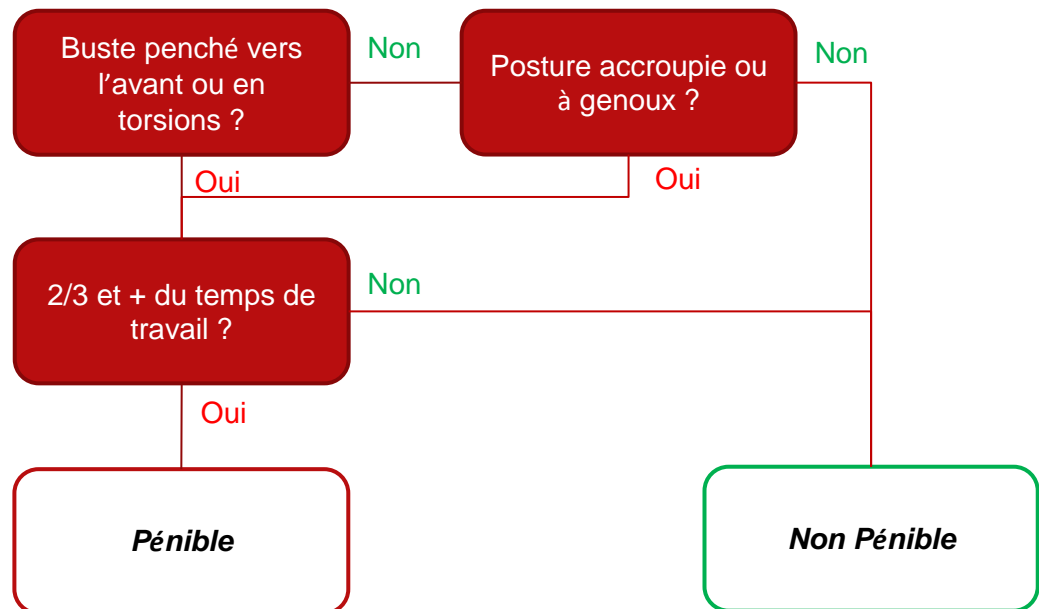 Buste penché vers
l'avant ou en
torsions ?
Non
Posture accroupie ou
à genoux ?
Non
Oui
Oui
2/3 et + du temps de
travail ?
Non
Oui
Pénible
Non Pénible